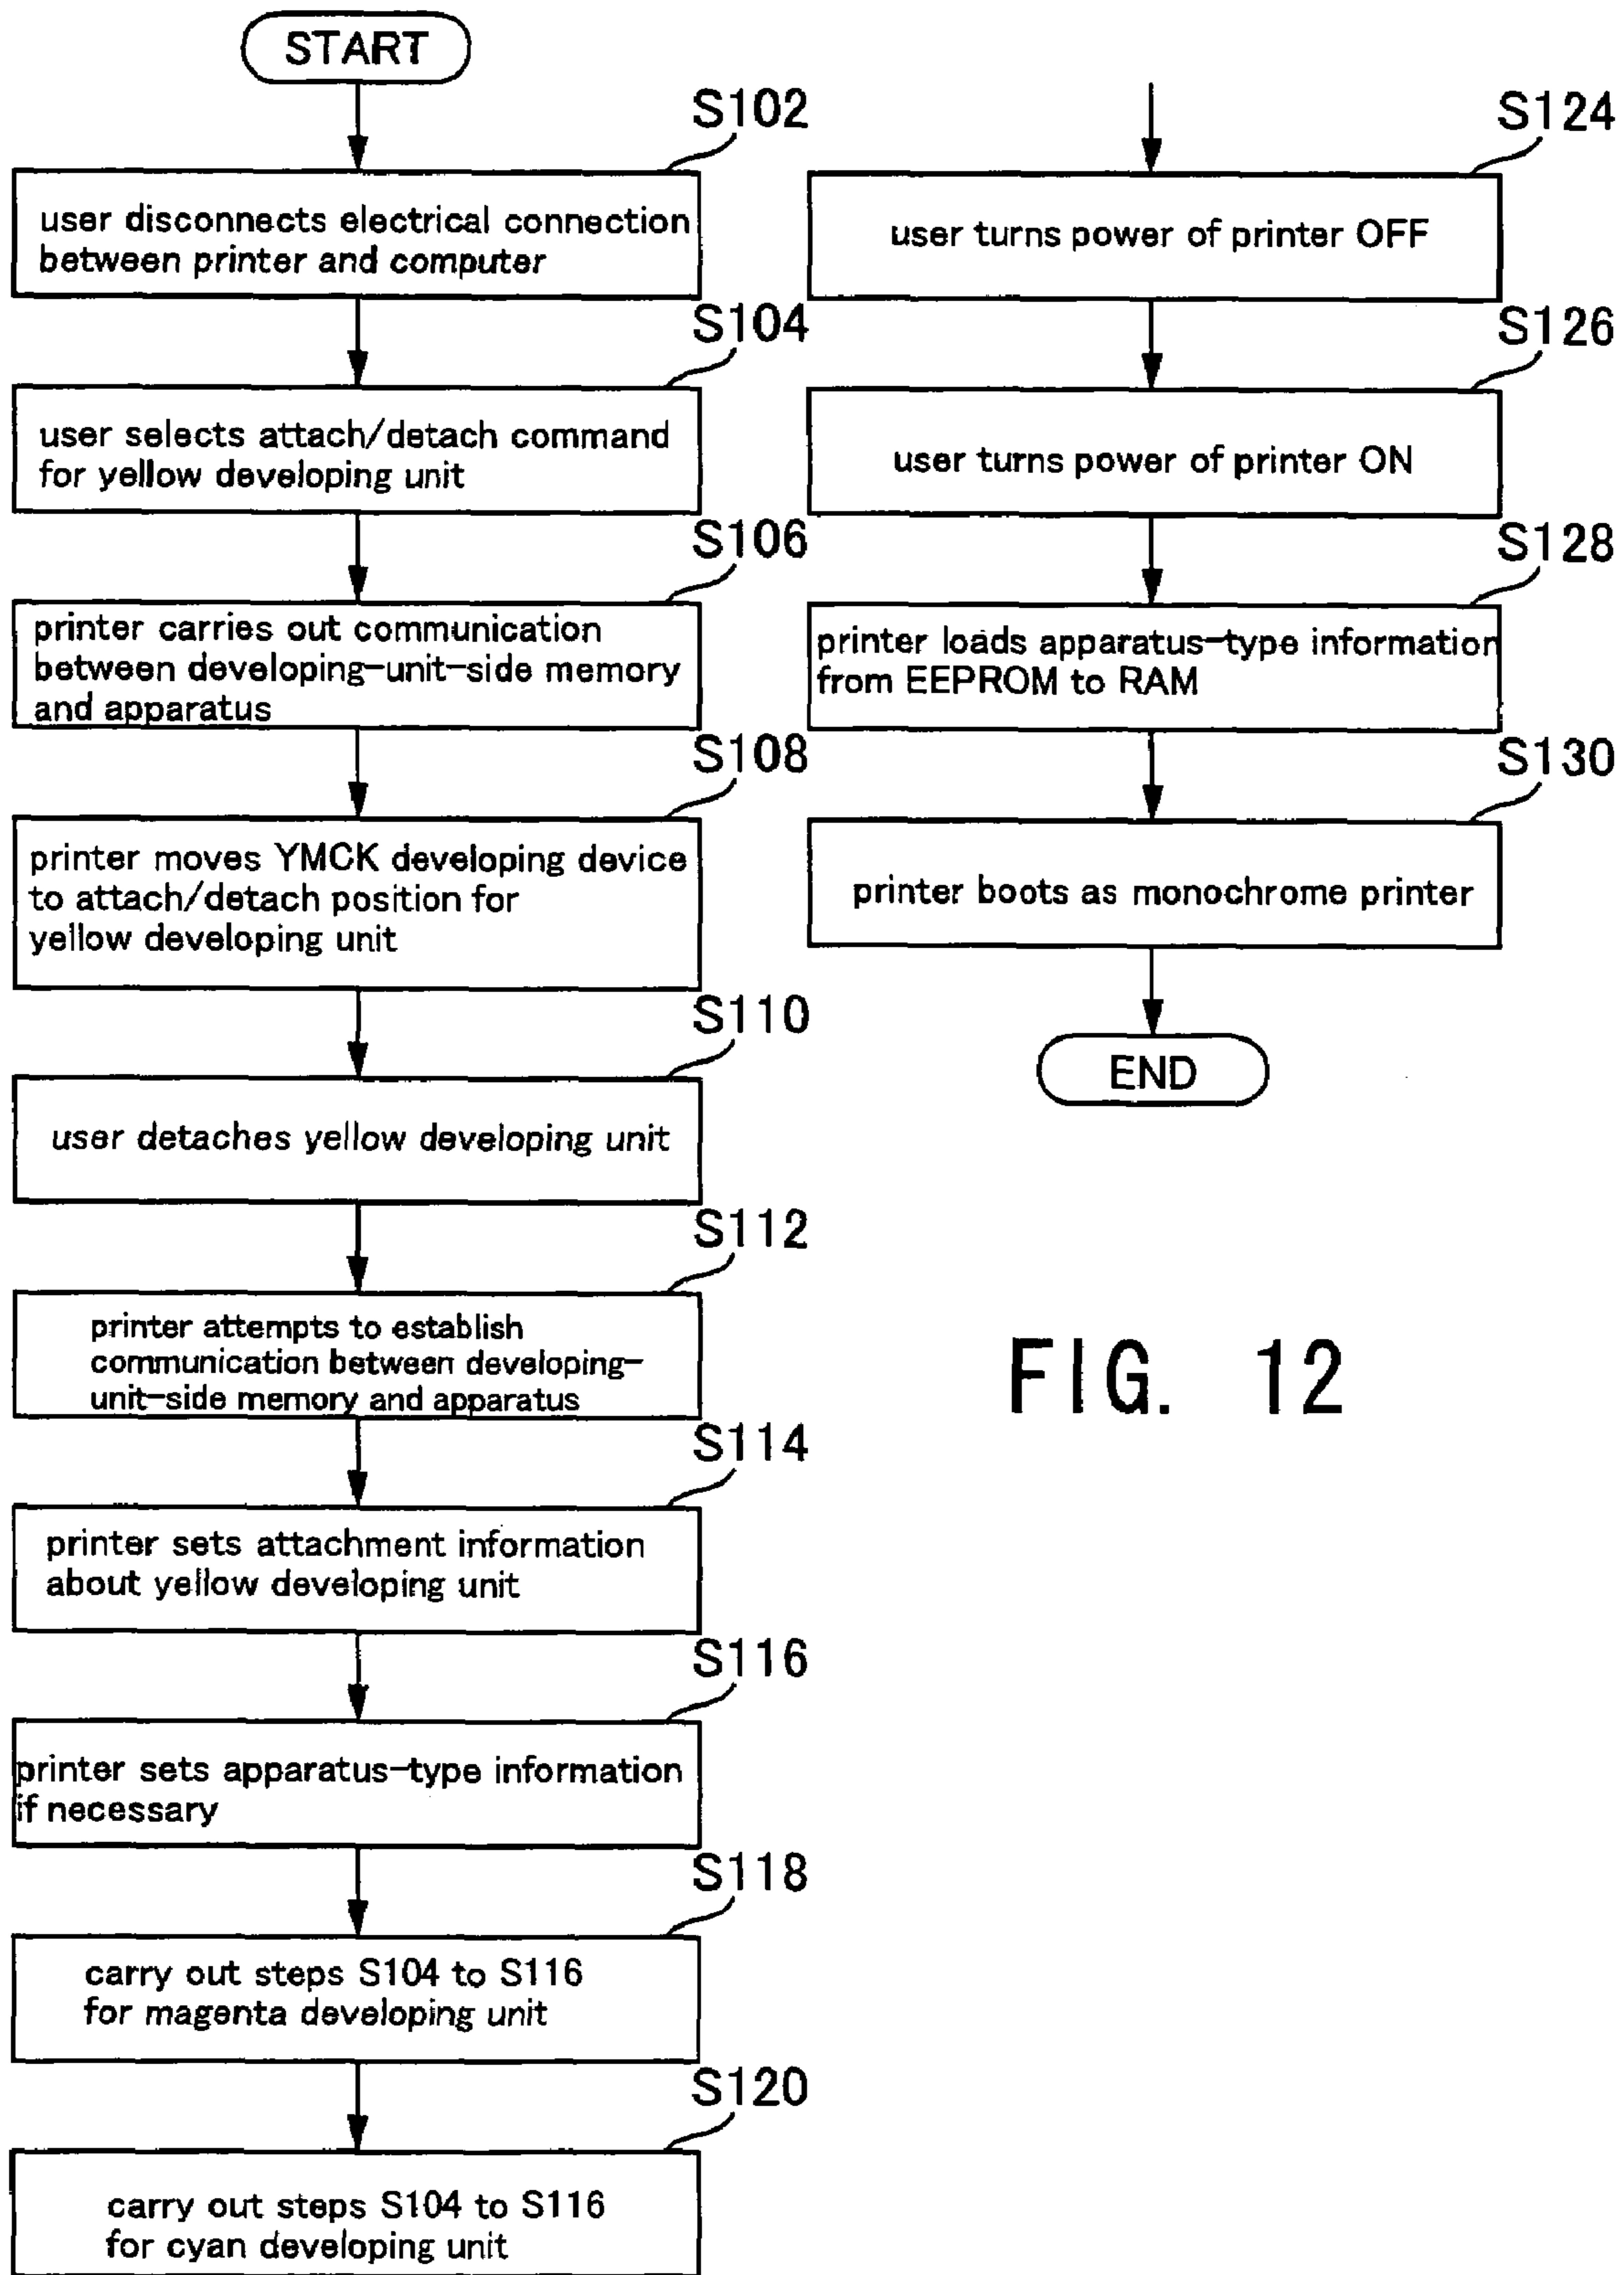 START
S102
user disconnects electrical connection
between printer and computer
S104
user selects attach/detach command
for yellow developing unit
S106
printer carries out communication
between developing-unit-side memory
and apparatus
S108
printer moves YMCK developing device
to attach/detach position for
yellow developing unit
S110
user detaches yellow developing unit
S112
printer attempts to establish
communication between developing-
unit-side memory and apparatus
S114
printer sets attachment information
about yellow developing unit
S116
printer sets apparatus-type information
if necessary
S118
carry out steps S104 to S116
for magenta developing unit
S120
carry out steps S104 to S116
for cyan developing unit
S124
user turns power of printer OFF
S126
user turns power of printer ON
S128
printer loads apparatus-type information
from EEPROM to RAM
S130
printer boots as monochrome printer
END
FIG. 12